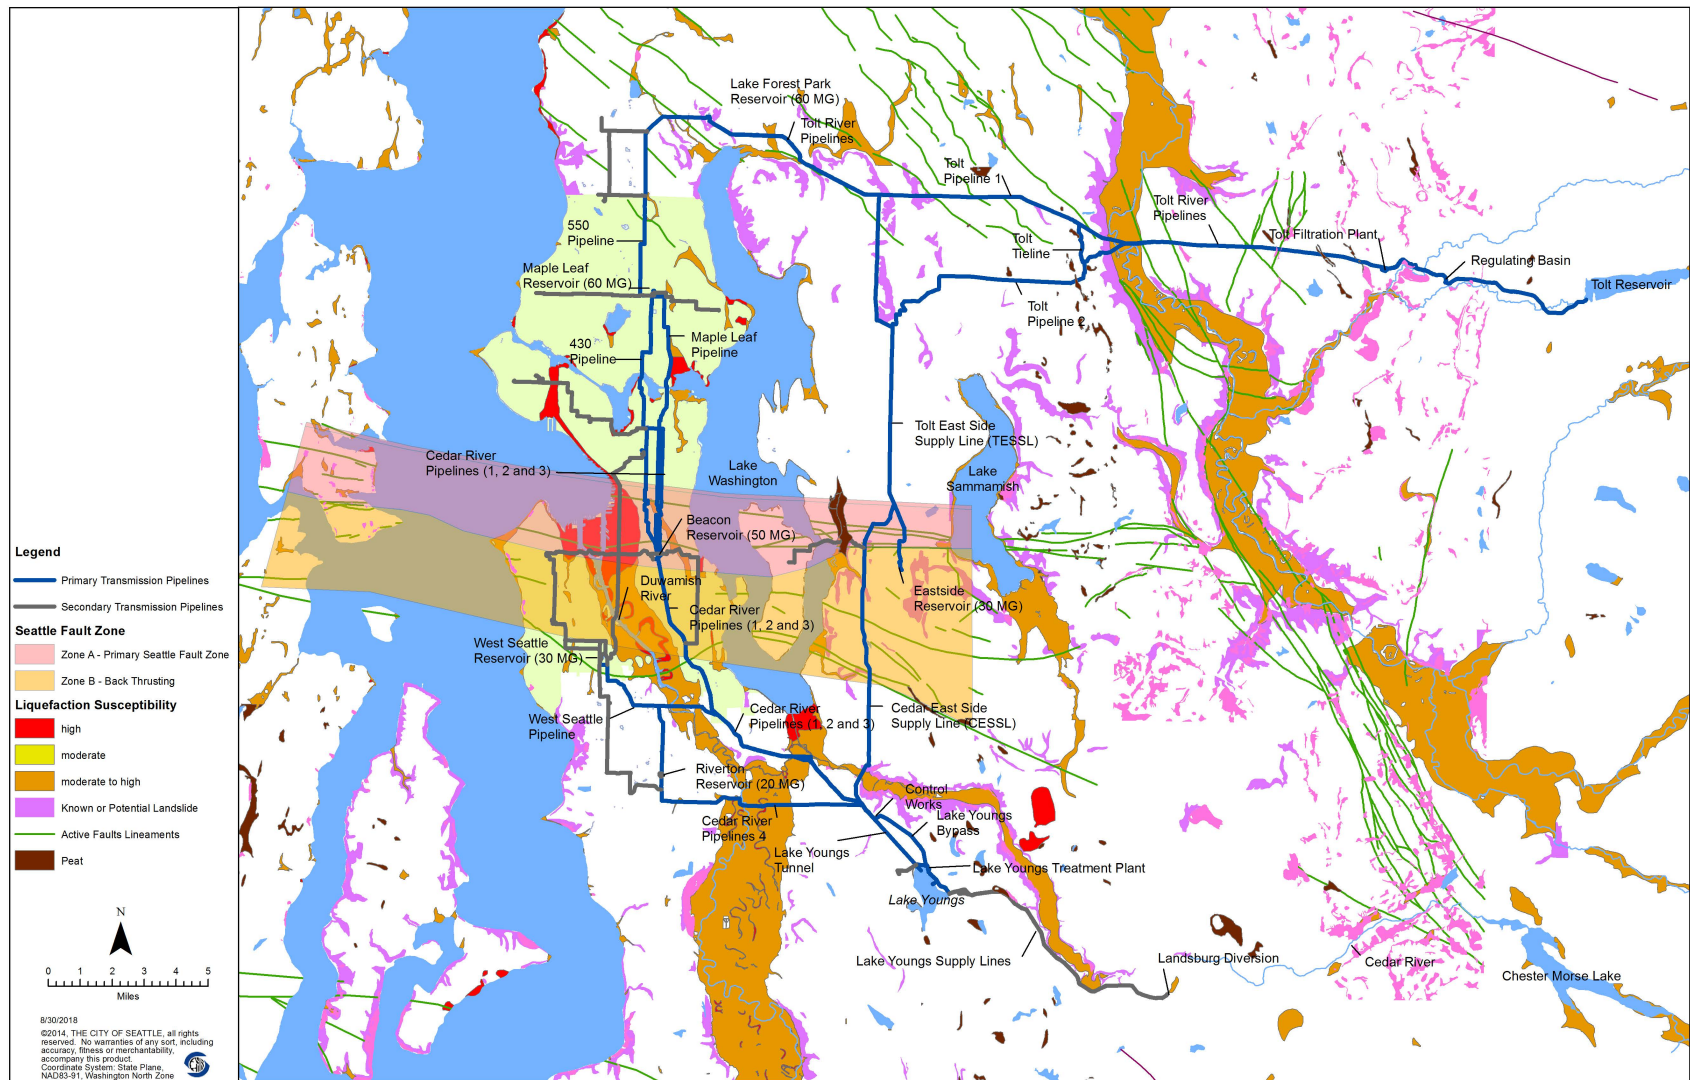 Lake Forest Park
Reservoir (60 MG)
Tolt River
Pipelines
Tolt
Pipeline 1
Tolt River
Pipelines
550
Pipeline
Tolt
Tieline
Tolt Filtration Plant
Regulating Basin
Maple Leaf
Reservoir (60 MG)
Tolt Reservoir
Tolt
Pipeline 2
430
Pipeline
Maple Leaf
Pipeline
Tolt East Side
Supply Line (TESSL)
Cedar River
Pipelines (1, 2 and 3)
Lake
Washington
Lake
Sammamish
Beacon
Reservoir (50 MG)
Duwamish
River
Cedar River
Pipelines (1, 2 and 3)
Eastside
Reservoir (30 MG)
West Seattle
Reservoir (30 MG)
West Seattle
Pipeline
Cedar River
Pipelines (1, 2 and 3)
Cedar East Side
Supply Line (CESSL)
Riverton
Reservoir (20 MG)
Control
Works
Cedar River
Pipelines 4
Lake Youngs
Bypass
Lake Youngs
Tunnel
Lake Youngs Treatment Plant
Lake Youngs
Lake Youngs Supply Lines
Landsburg Diversion
Cedar River
Chester Morse Lake
Legend
Primary Transmission Pipelines
Secondary Transmission Pipelines
Seattle Fault Zone
Zone A - Primary Seattle Fault Zone
Zone B - Back Thrusting
Liquefaction Susceptibility
high
moderate
moderate to high
Known or Potential Landslide
Active Faults Lineaments
Peat
N
0 1 2 3 4 5
Miles
8/30/2018
©2014, THE CITY OF SEATTLE, all rights
reserved. No warranties of any sort, including
accuracy, fitness or merchantability,
accompany this product.
Coordinate System: State Plane,
NAD83-91, Washington North Zone